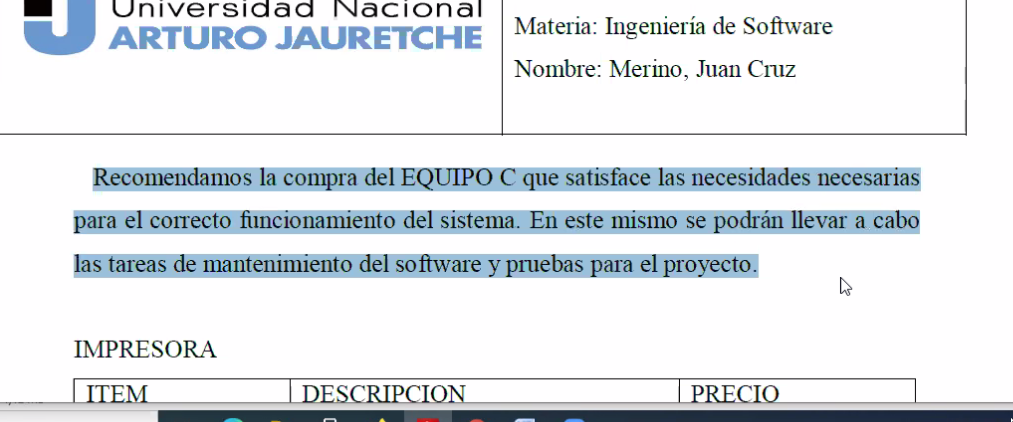 Universidad Nacional
ARTURO JAURETCHE
Materia: Ingeniería de Software
Nombre: Merino, Juan Cruz
Recomendamos la compra del EQUIPO C que satisface las necesidades necesarias
para el correcto funcionamiento del sistema. En este mismo se podrán llevar a cabo
las tareas de mantenimiento del software y pruebas para el proyecto.
IMPRESORA
ITEM DESCRIPCION PRECIO